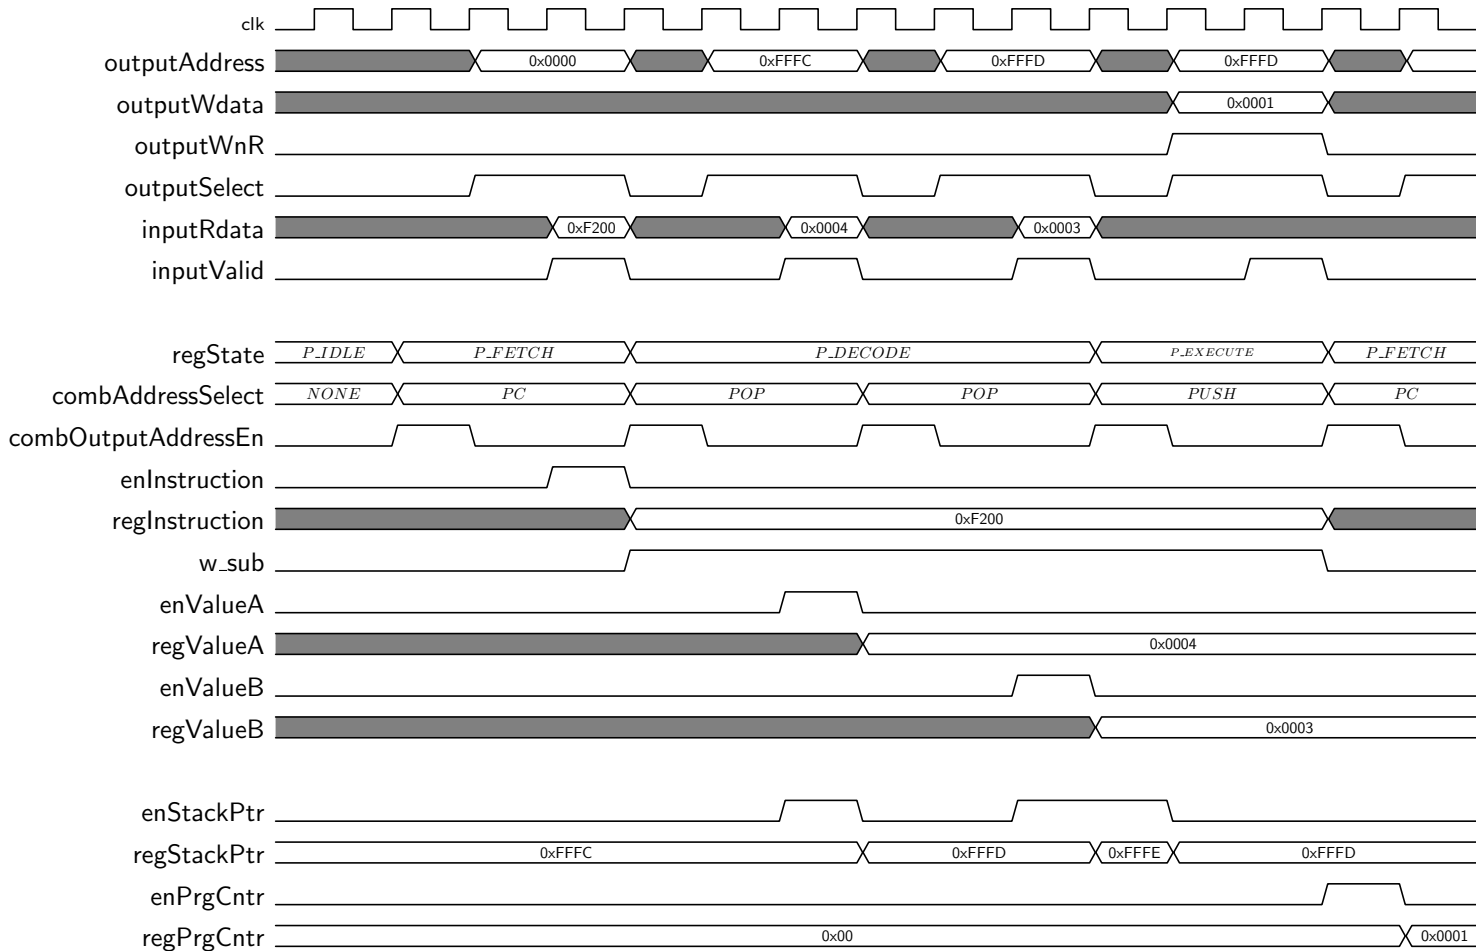 clk
outputAddress 0x0000 0xFFFC 0xFFFD 0xFFFD
outputWdata 0x0001
outputWnR
outputSelect
inputRdata 0xF200 0x0004 0x0003
inputValid
regState P_IDLE P_FETCH P_DECODE P_EXECUTE P_FETCH
combAddressSelect NONE PC POP POP PUSH PC
combOutputAddressEn
enInstruction
regInstruction 0xF200
w_sub
enValueA
regValueA 0x0004
enValueB
regValueB 0x0003
enStackPtr
regStackPtr 0xFFFC 0xFFFD 0xFFFE 0xFFFD
enPrgCntr
regPrgCntr 0x00 0x0001